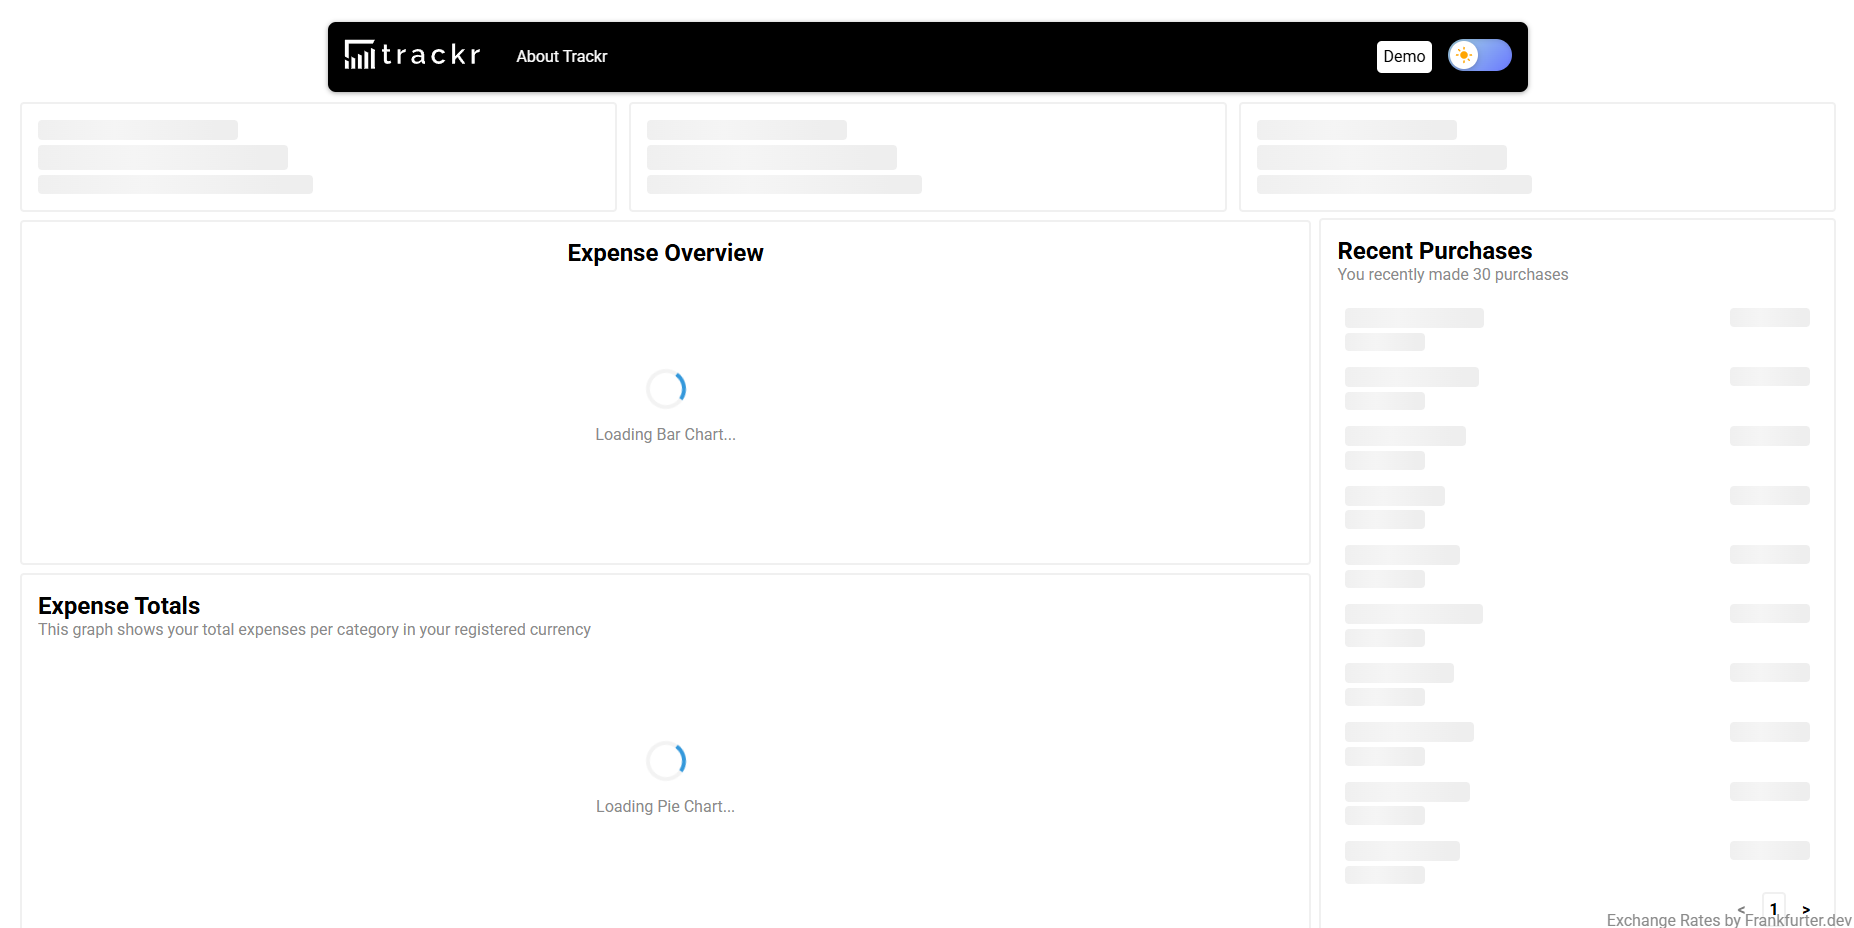 trackr
About Trackr
Demo
Expense Overview
Loading Bar Chart...
Expense Totals
This graph shows your total expenses per category in your registered currency
Loading Pie Chart...
Recent Purchases
You recently made 30 purchases
< 1 >
Exchange Rates by Frankfurter.dev